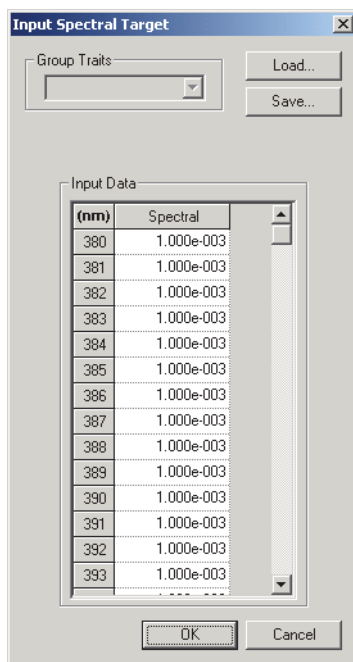 Input Spectral Target
Group Traits
Load...
Save...
Input Data
(nm) Spectral
380 1.000e-003
381 1.000e-003
382 1.000e-003
383 1.000e-003
384 1.000e-003
385 1.000e-003
386 1.000e-003
387 1.000e-003
388 1.000e-003
389 1.000e-003
390 1.000e-003
391 1.000e-003
392 1.000e-003
393 1.000e-003
OK Cancel